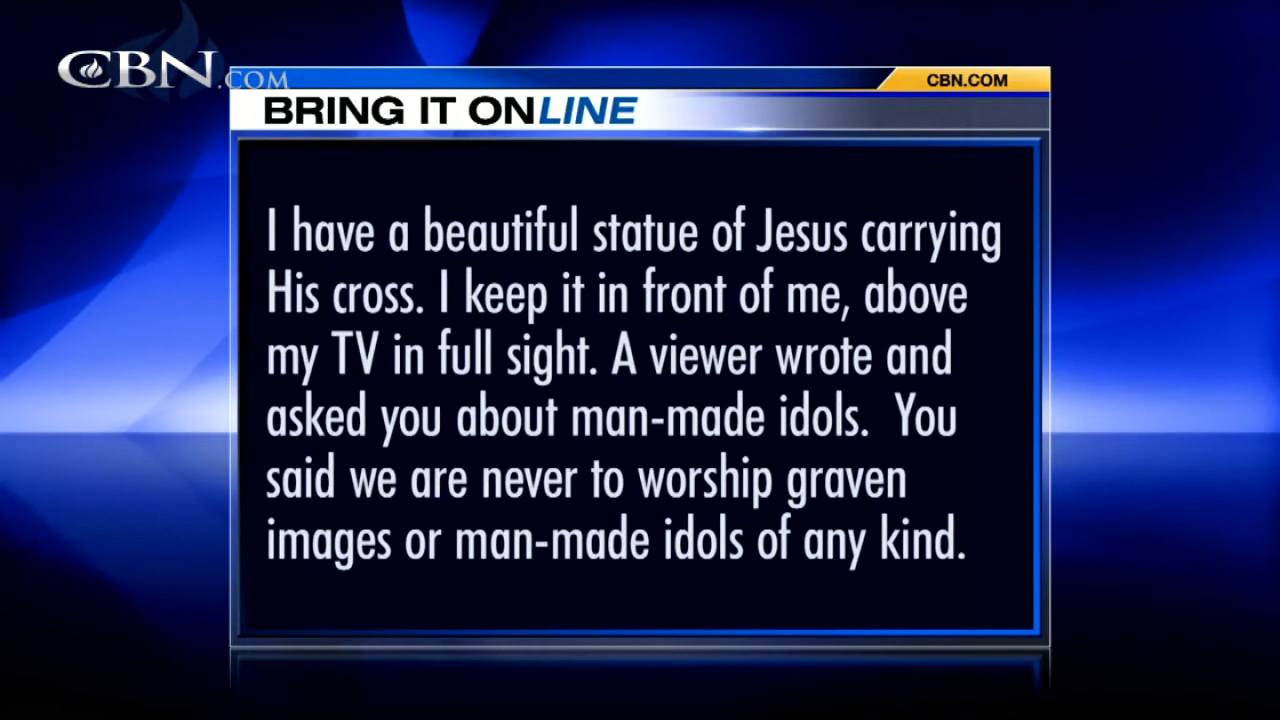 CBN.COM
CBN.COM
BRING IT ONLINE
I have a beautiful statue of Jesus carrying
His cross. I keep it in front of me, above
my TV in full sight. A viewer wrote and
asked you about man-made idols.  You
said we are never to worship graven
images or man-made idols of any kind.